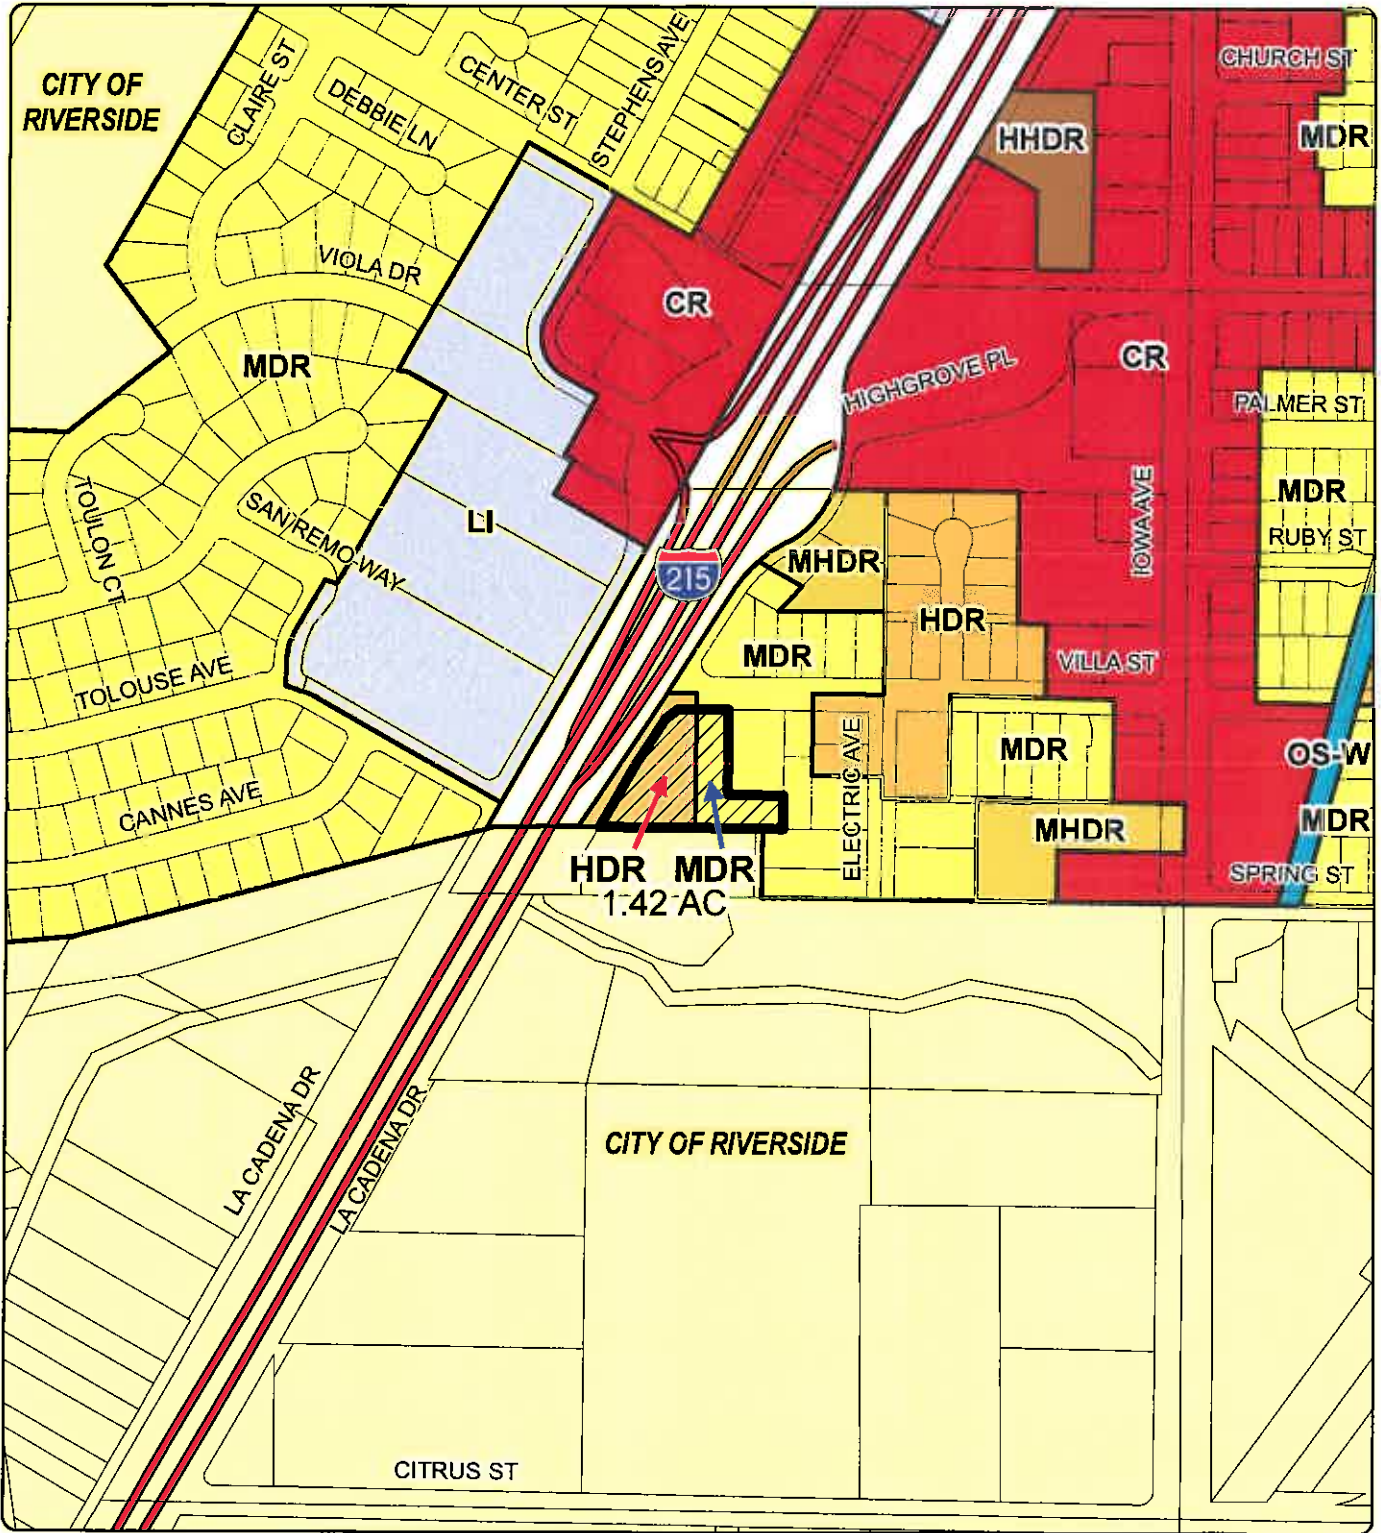 CITY OF
RIVERSIDE
CLAIRE ST
DEBBIE LN
CENTER ST
STEPHENS AVE
CHURCH ST
HHDR
MDR
VIOLA DR
MDR
CR
CR
HIGHGROVE PL
PALMER ST
MDR
RUBY ST
IOWA AVE
TOULON CT
SAN REMO WAY
LI
215
MHDR
HDR
MDR
VILLA ST
TOLOUSE AVE
CANNES AVE
ELECTRIC AVE
MDR
OS-W
MHDR
MDR
SPRING ST
HDR MDR
1.42 AC
LA CADENA DR
LA CADENA DR
CITY OF RIVERSIDE
CITRUS ST